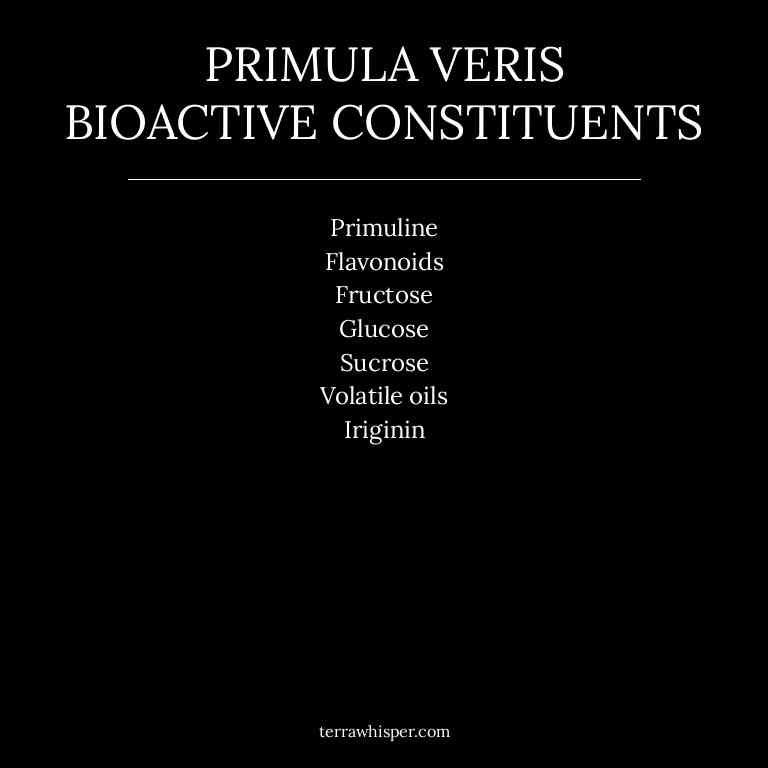 PRIMULA VERIS
BIOACTIVE CONSTITUENTS
Primuline
Flavonoids
Fructose
Glucose
Sucrose
Volatile oils
Iriginin
terrawhisper.com